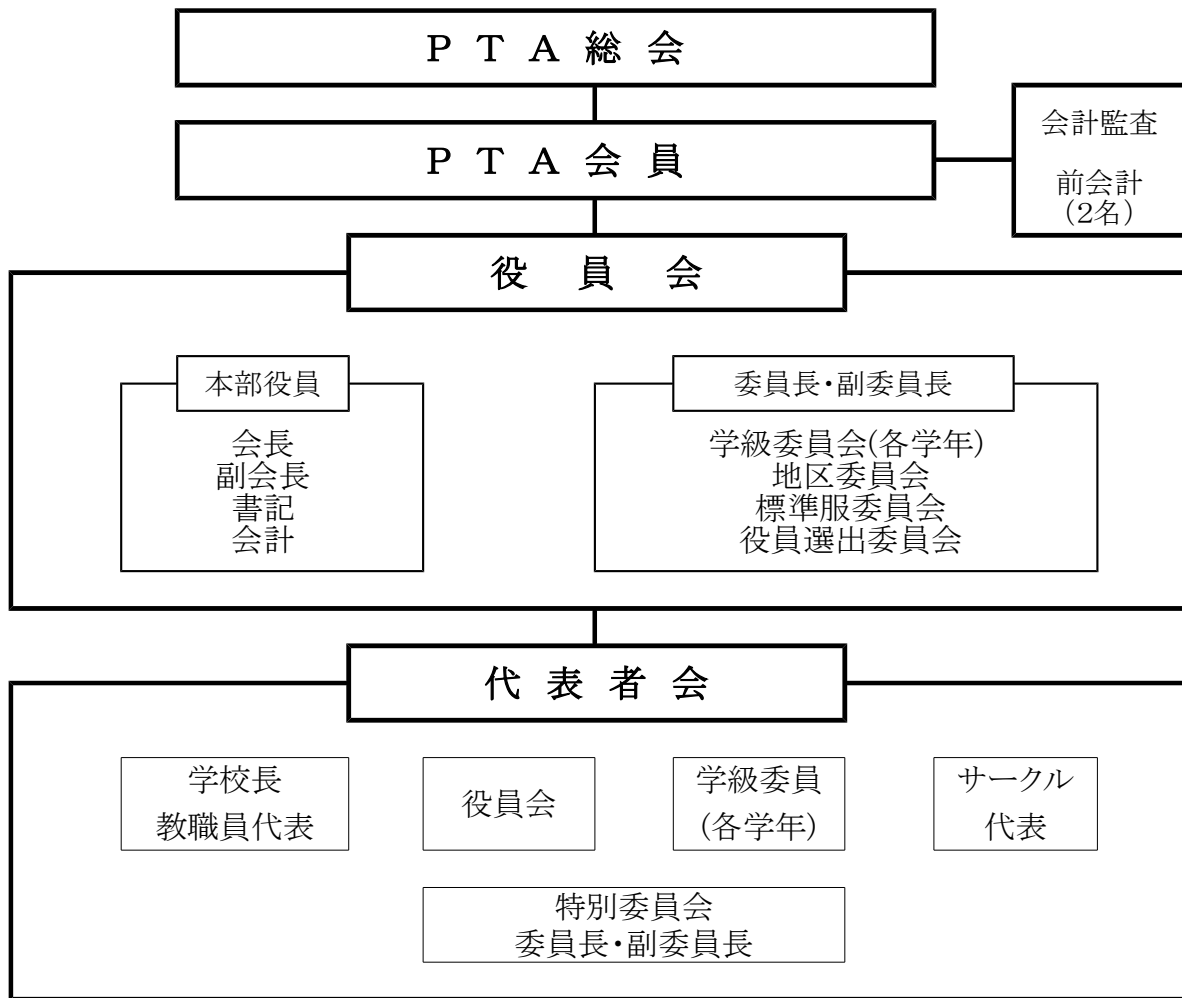 PTA総会
PTA会員
会計監査
前会計
(2名)
役員会
本部役員
会長
副会長
書記
会計
委員長・副委員長
学級委員会(各学年)
地区委員会
標準服委員会
役員選出委員会
代表者会
学校長
教職員代表
役員会
学級委員
(各学年)
サークル
代表
特別委員会
委員長・副委員長